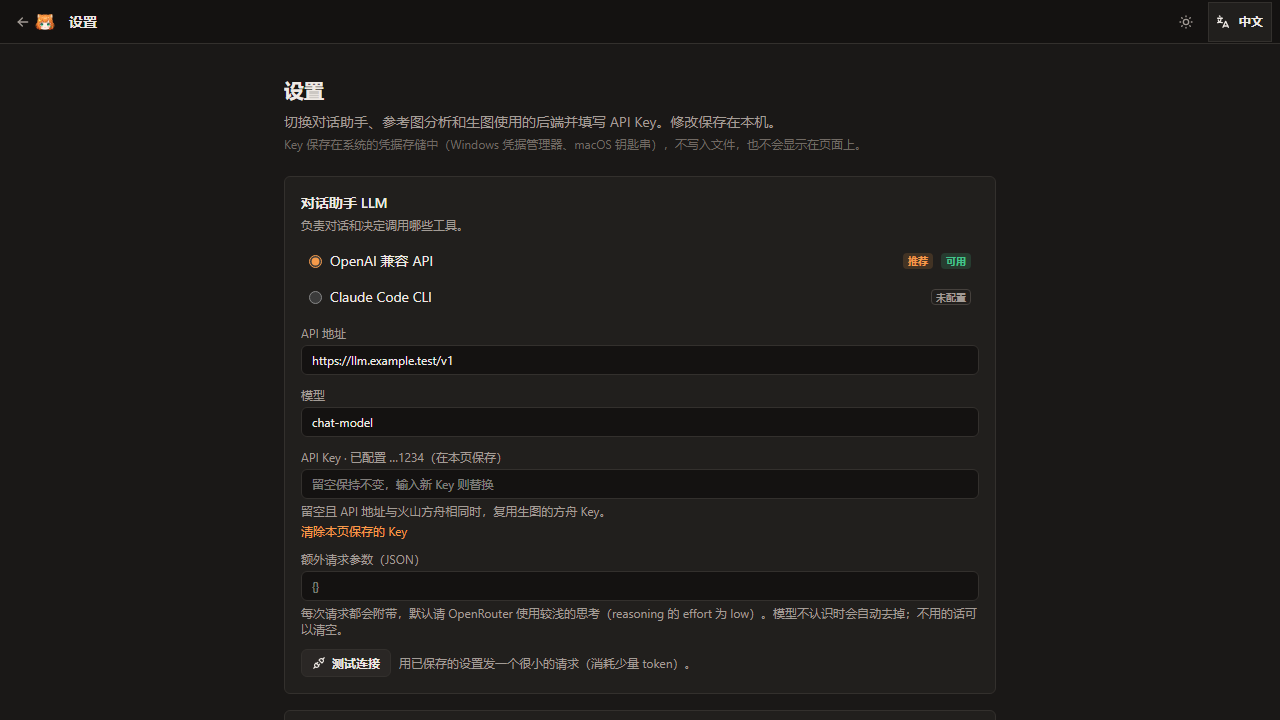 设置
中文
设置
切换对话助手、参考图分析和生图使用的后端并填写 API Key。修改保存在本机。
Key 保存在系统的凭据存储中（Windows 凭据管理器、macOS 钥匙串），不写入文件，也不会显示在页面上。
对话助手 LLM
负责对话和决定调用哪些工具。
OpenAI 兼容 API 推荐 可用
Claude Code CLI 未配置
API 地址
https://llm.example.test/v1
模型
chat-model
API Key · 已配置 …1234（在本页保存）
留空保持不变，输入新 Key 则替换
留空且 API 地址与火山方舟相同时，复用生图的方舟 Key。
清除本页保存的 Key
额外请求参数（JSON）
{}
每次请求都会附带，默认请 OpenRouter 使用较浅的思考（reasoning 的 effort 为 low）。模型不认识时会自动去掉；不用的话可
以清空。
测试连接 用已保存的设置发一个很小的请求（消耗少量 token）。